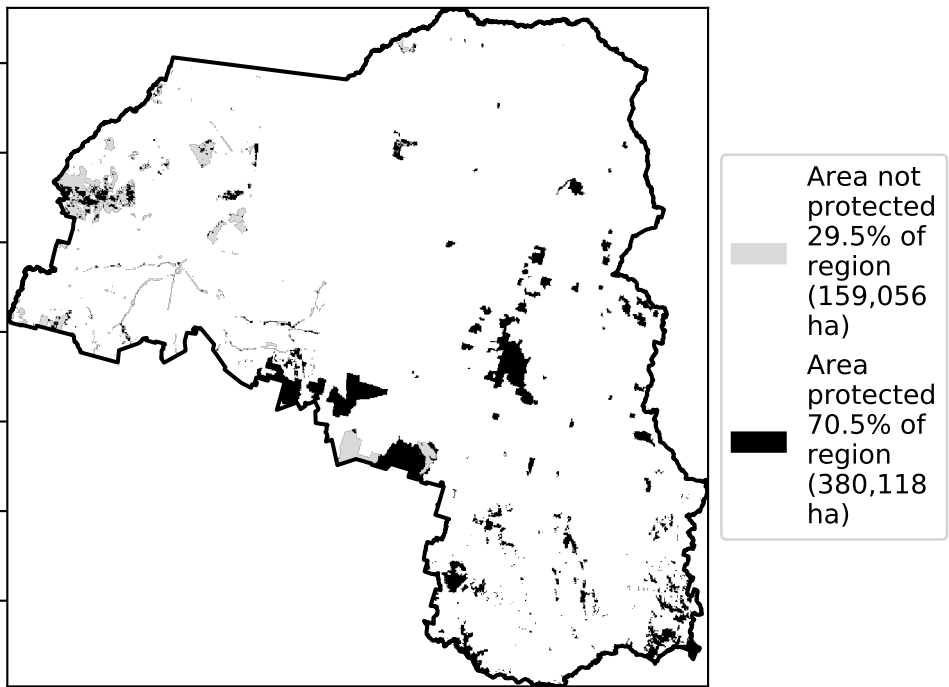 Area not
protected
29.5% of
region
(159,056
ha)
Area
protected
70.5% of
region
(380,118
ha)